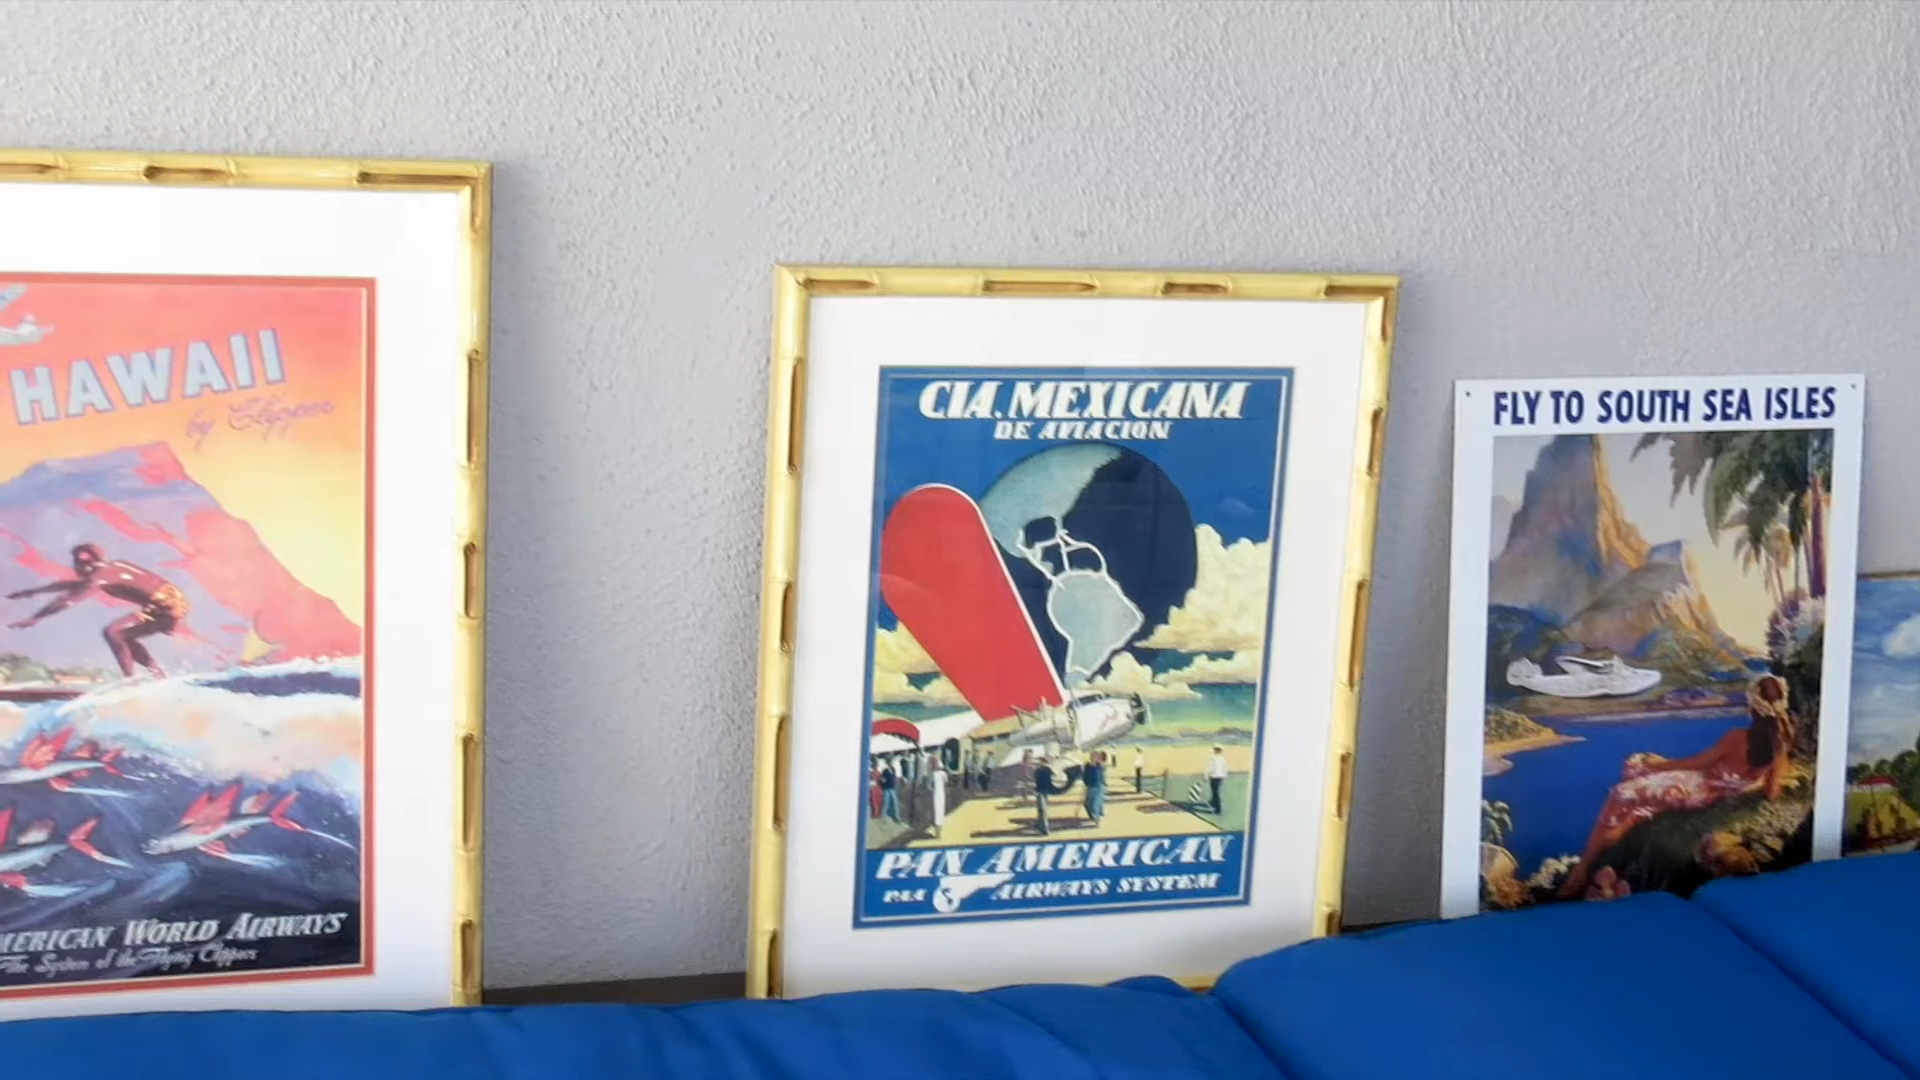 HAWAII
by Clipper
MERICAN WORLD AIRWAYS
The System of the Flying Clippers
CIA. MEXICANA
DE AVIACION
PAN AMERICAN
PAA AIRWAYS SYSTEM
FLY TO SOUTH SEA ISLES